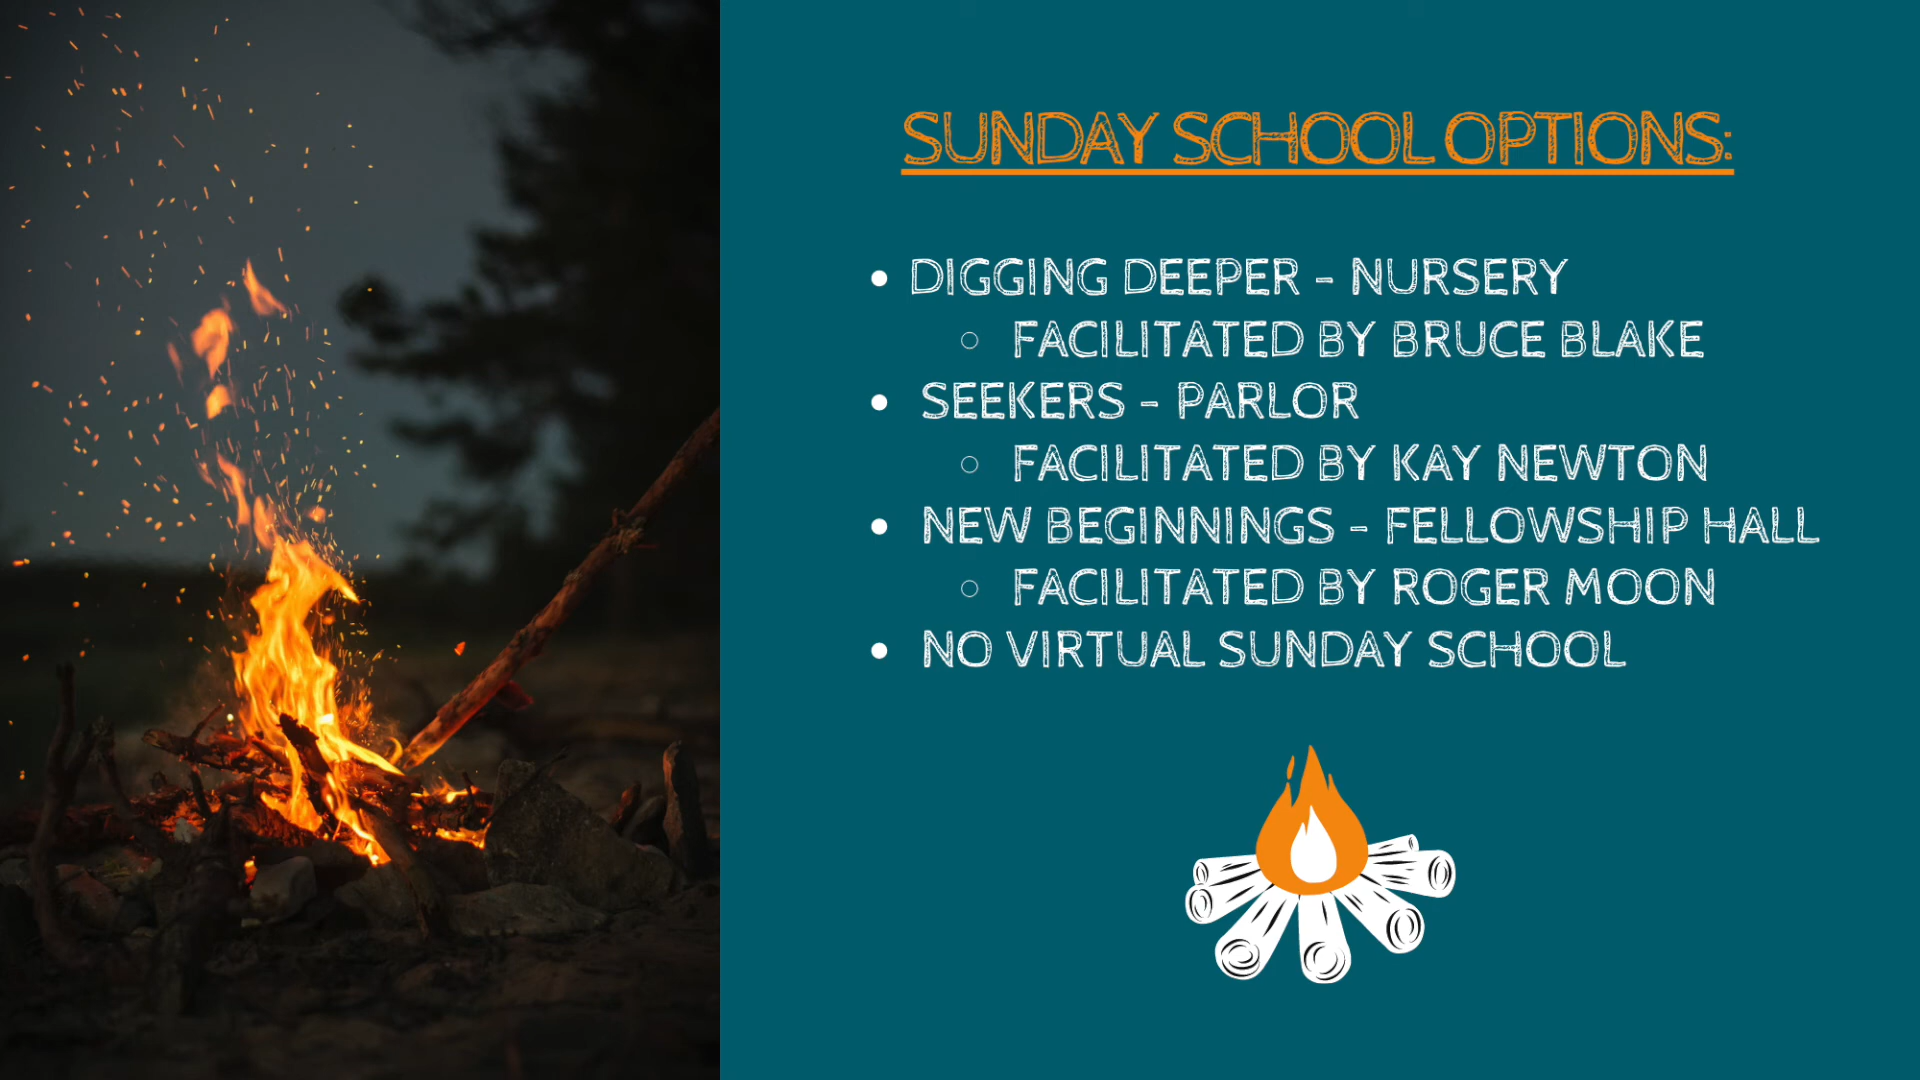 SUNDAY SCHOOL OPTIONS:
DIGGING DEEPER - NURSERY
FACILITATED BY BRUCE BLAKE
SEEKERS - PARLOR
FACILITATED BY KAY NEWTON
NEW BEGINNINGS - FELLOWSHIP HALL
FACILITATED BY ROGER MOON
NO VIRTUAL SUNDAY SCHOOL